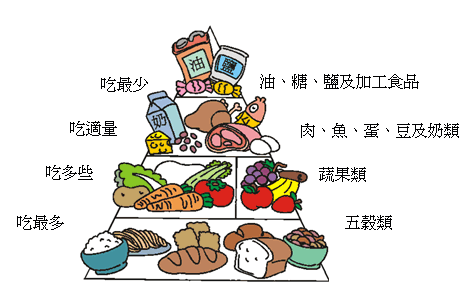 油
鹽
吃最少
油、糖、鹽及加工食品
奶
吃適量
肉、魚、蛋、豆及奶類
吃多些
蔬果類
吃最多
五穀類